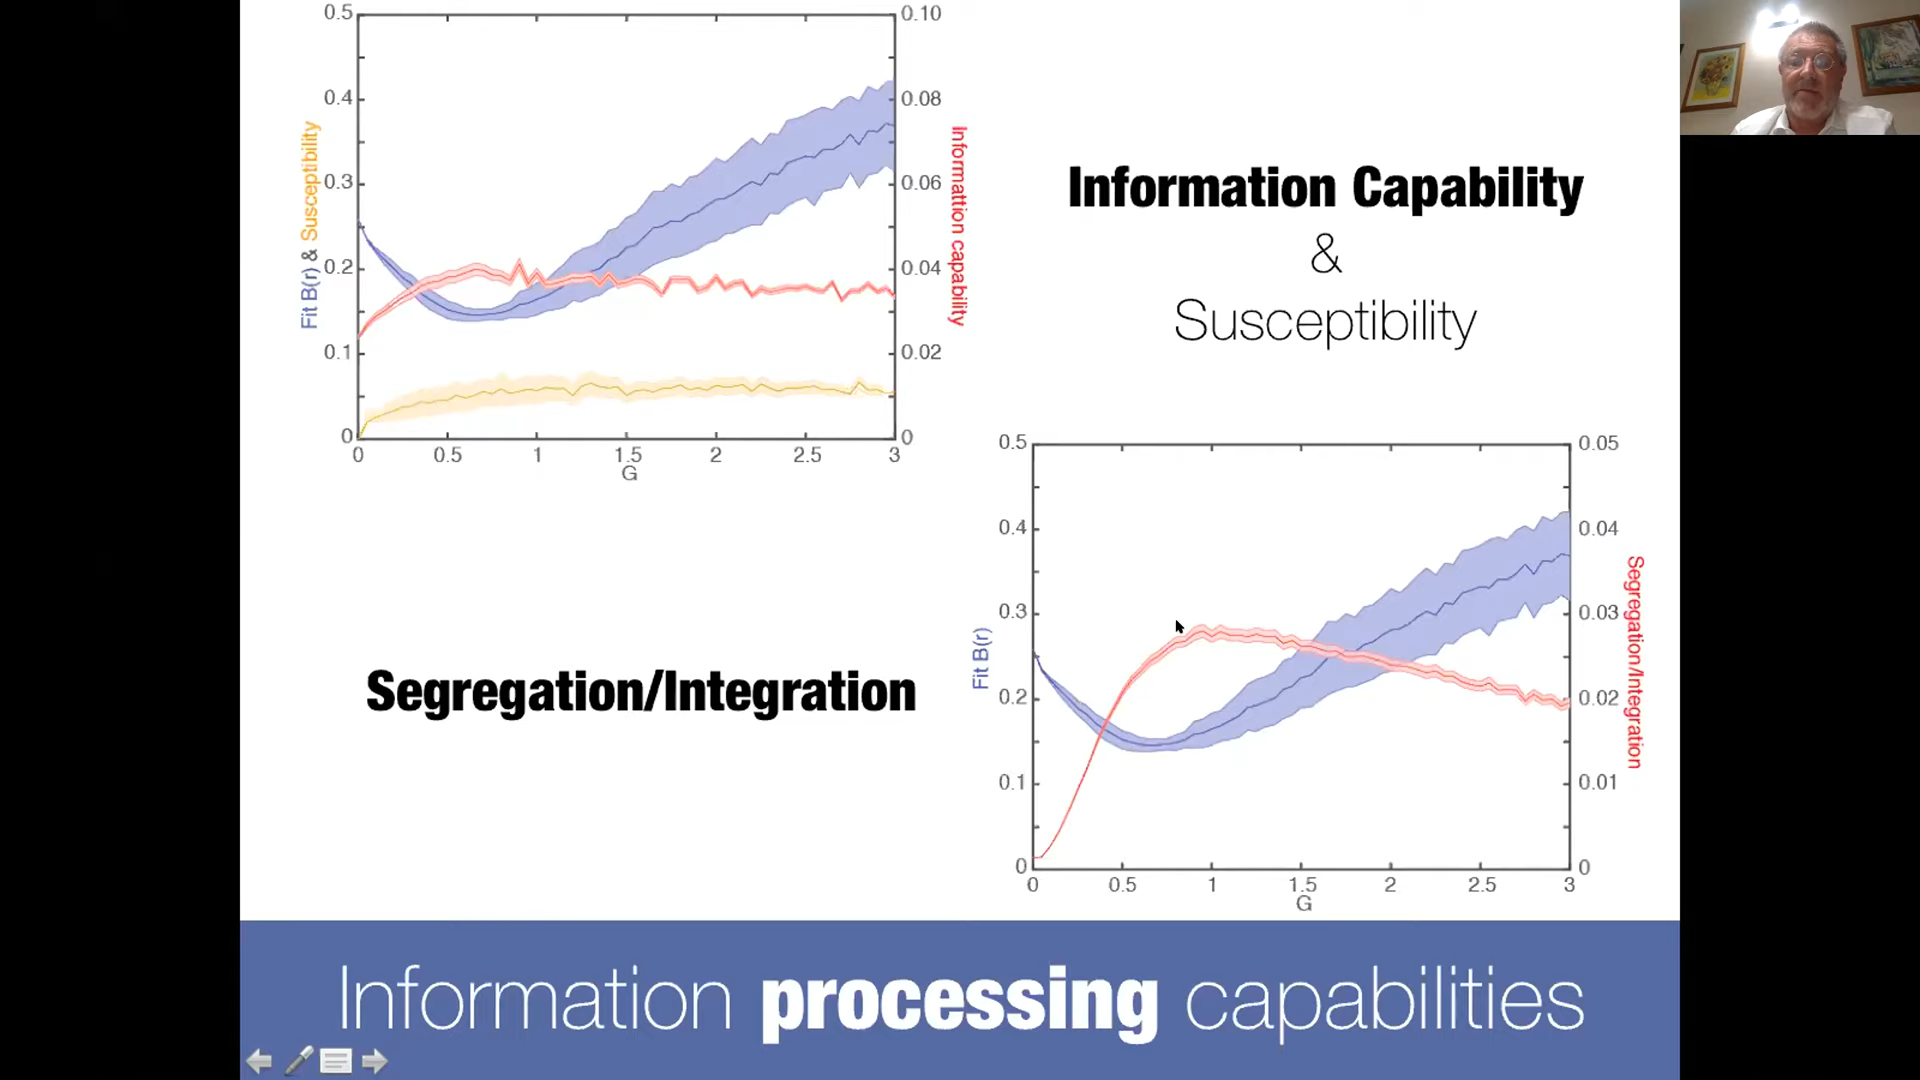 0.5
0.10
0.4
0.08
0.3
0.06
0.2
0.04
0.1
0.02
0
0
0 0.5 1 1.5 2 2.5 3
G
Fit B(r) & Susceptibility
Informattion capability
Information Capability
&
Susceptibility
Segregation/Integration
0.5
0.05
0.4
0.04
0.3
0.03
0.2
0.02
0.1
0.01
0
0
0 0.5 1 1.5 2 2.5 3
G
Fit B(r)
Segregation/Integration
Information processing capabilities